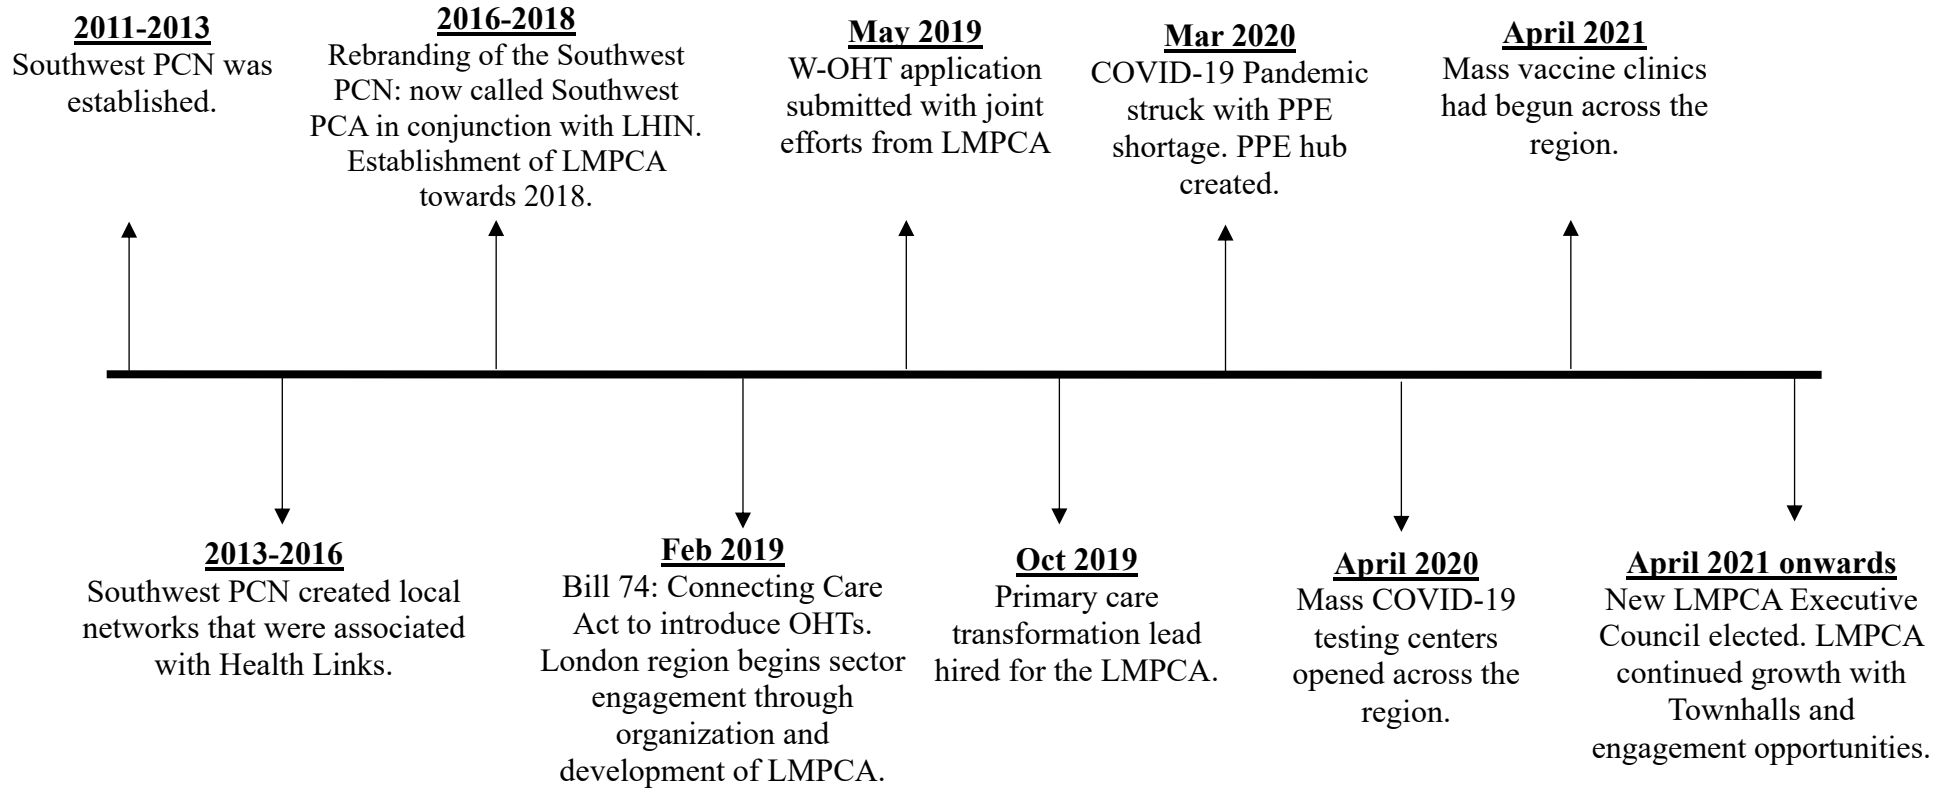 2011-2013
Southwest PCN was
established.
2016-2018
Rebranding of the Southwest
PCN: now called Southwest
PCA in conjunction with LHIN.
Establishment of LMPCA
towards 2018.
May 2019
W-OHT application
submitted with joint
efforts from LMPCA
Mar 2020
COVID-19 Pandemic
struck with PPE
shortage. PPE hub
created.
April 2021
Mass vaccine clinics
had begun across the
region.
2013-2016
Southwest PCN created local
networks that were associated
with Health Links.
Feb 2019
Bill 74: Connecting Care
Act to introduce OHTs.
London region begins sector
engagement through
organization and
development of LMPCA.
Oct 2019
Primary care
transformation lead
hired for the LMPCA.
April 2020
Mass COVID-19
testing centers
opened across the
region.
April 2021 onwards
New LMPCA Executive
Council elected. LMPCA
continued growth with
Townhalls and
engagement opportunities.